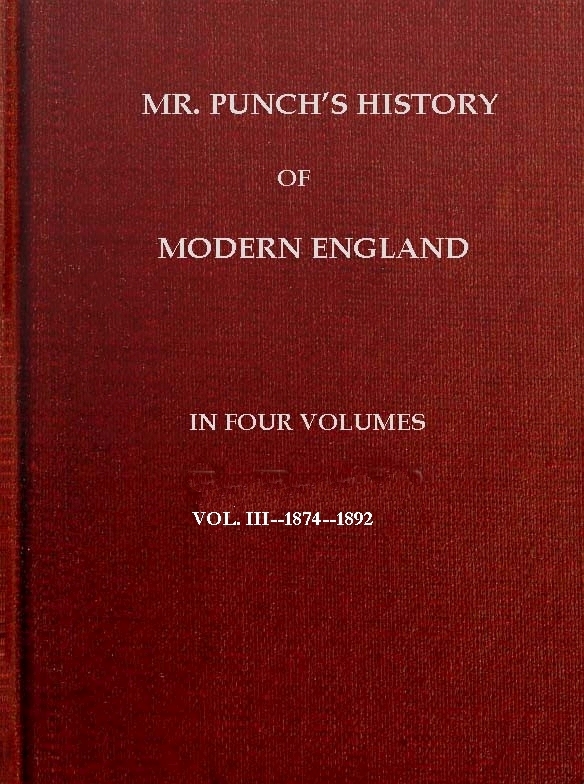 MR. PUNCH'S HISTORY
OF
MODERN ENGLAND
IN FOUR VOLUMES
VOL. III--1874--1892